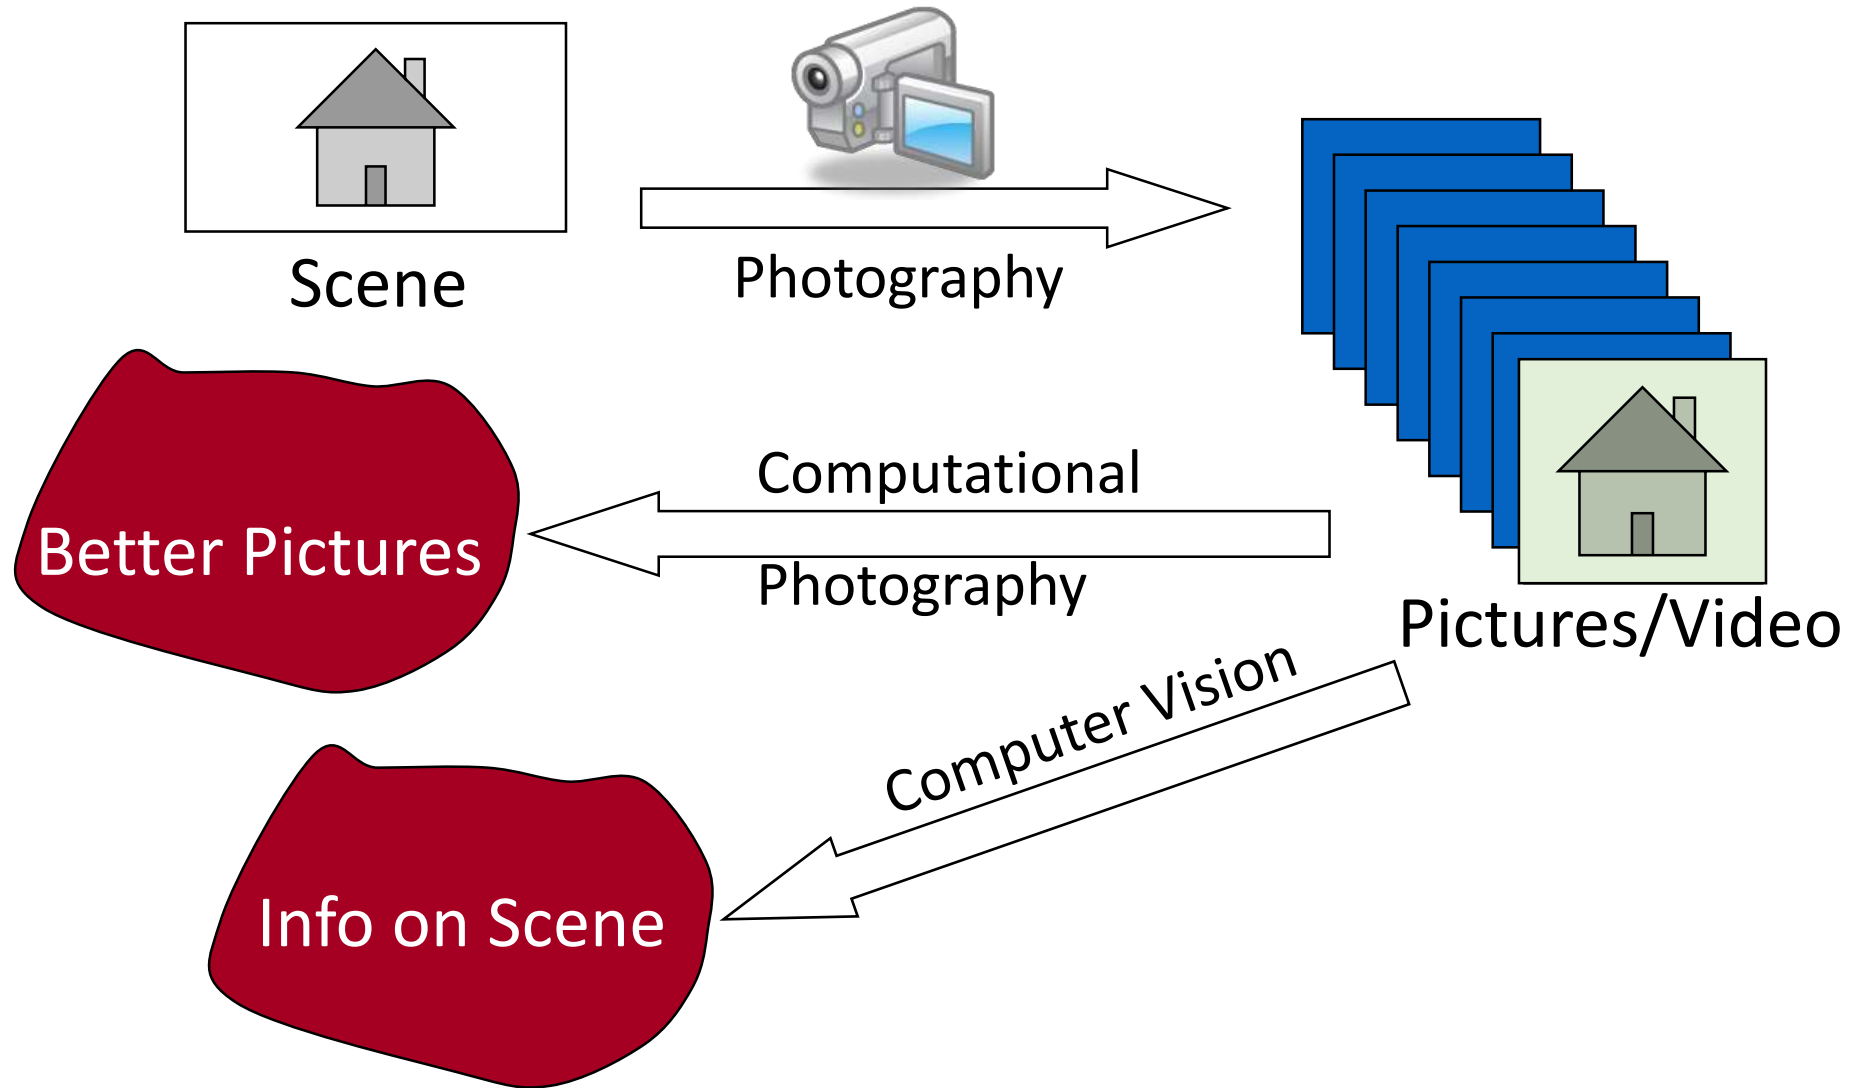 Scene
Photography
Computational
Photography
Better Pictures
Pictures/Video
Computer Vision
Info on Scene